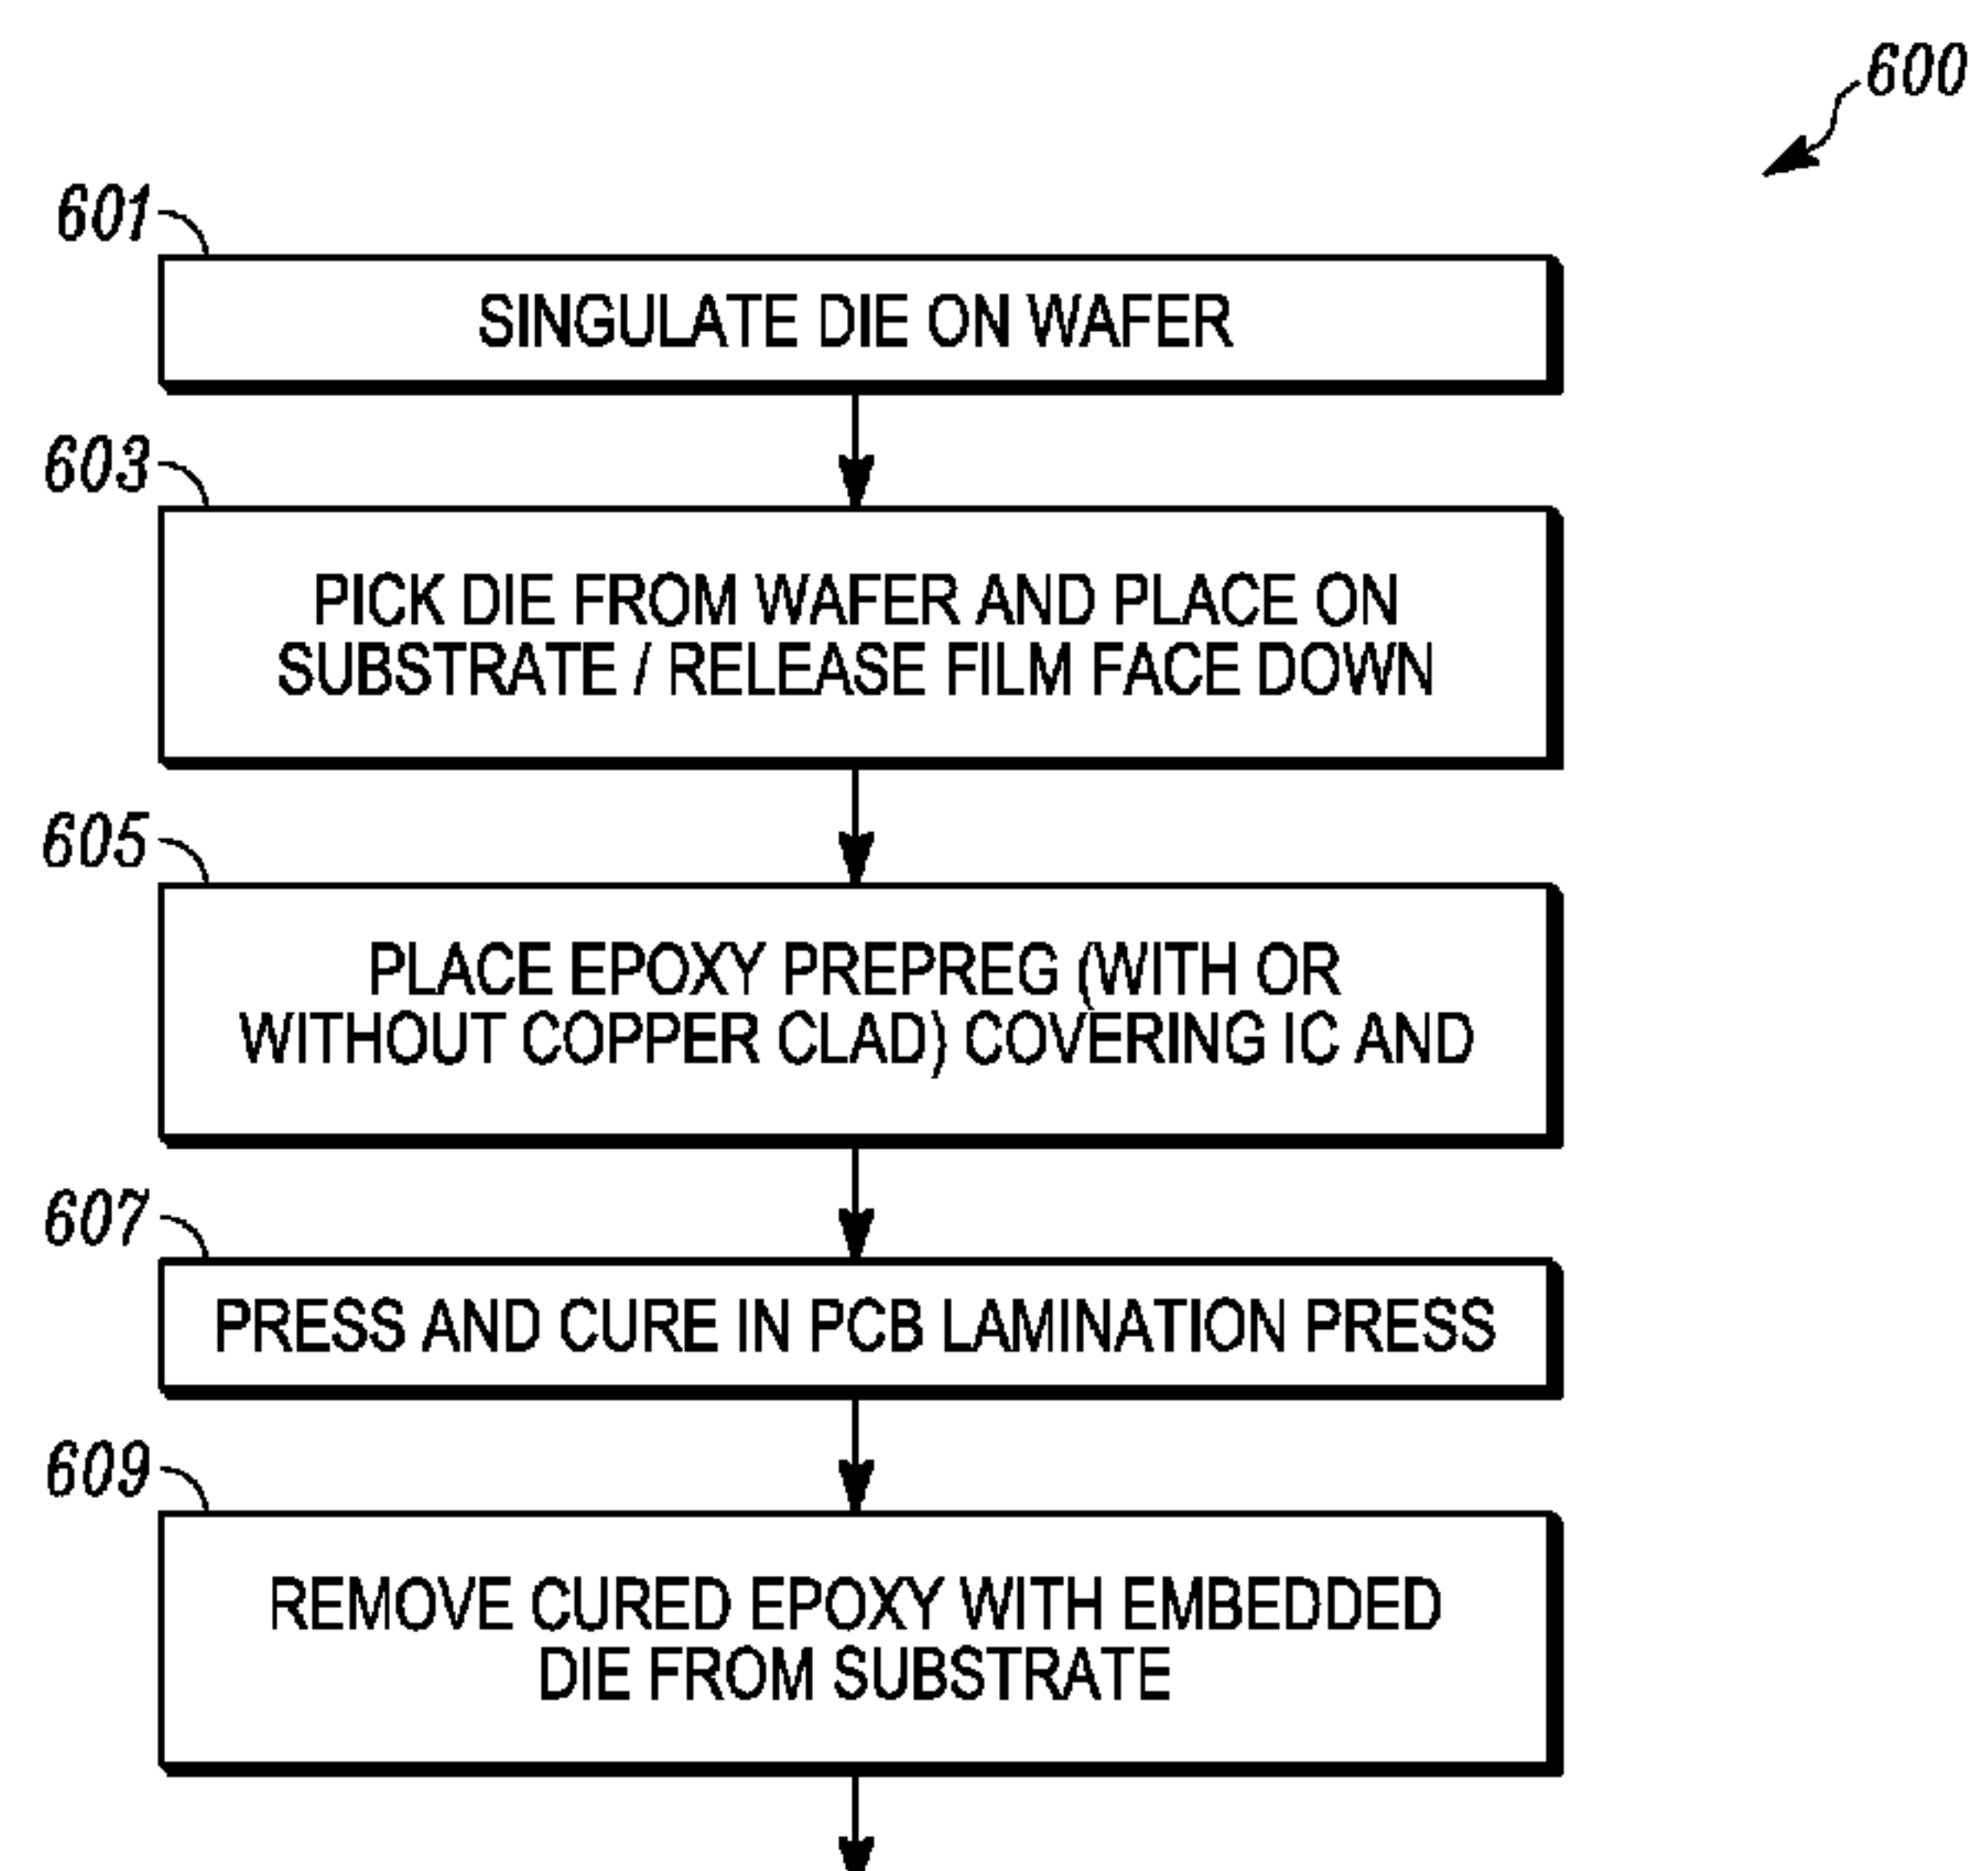 600
601
SINGULATE DIE ON WAFER
603
PICK DIE FROM WAFER AND PLACE ON
SUBSTRATE / RELEASE FILM FACE DOWN
605
PLACE EPOXY PREPREG (WITH OR
WITHOUT COPPER CLAD) COVERING IC AND
607
PRESS AND CURE IN PCB LAMINATION PRESS
609
REMOVE CURED EPOXY WITH EMBEDDED
DIE FROM SUBSTRATE